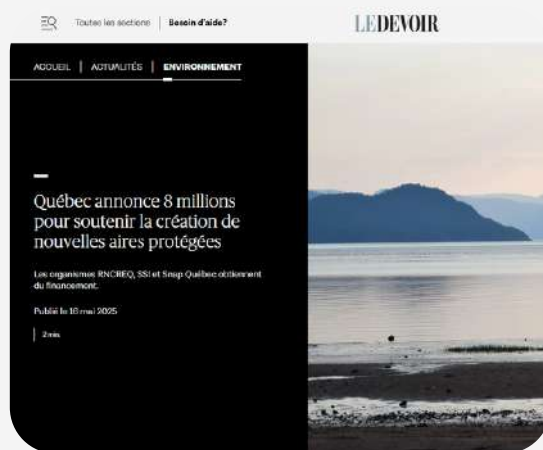 Toutes les sections | Besoin d'aide?
LE DEVOIR
ACCUEIL | ACTUALITÉS | ENVIRONNEMENT
Québec annonce 8 millions
pour soutenir la création de
nouvelles aires protégées
Les organismes RNCREQ, SSI et Snap Québec obtiennent
du financement.
Publié le 16 mai 2025
2 min